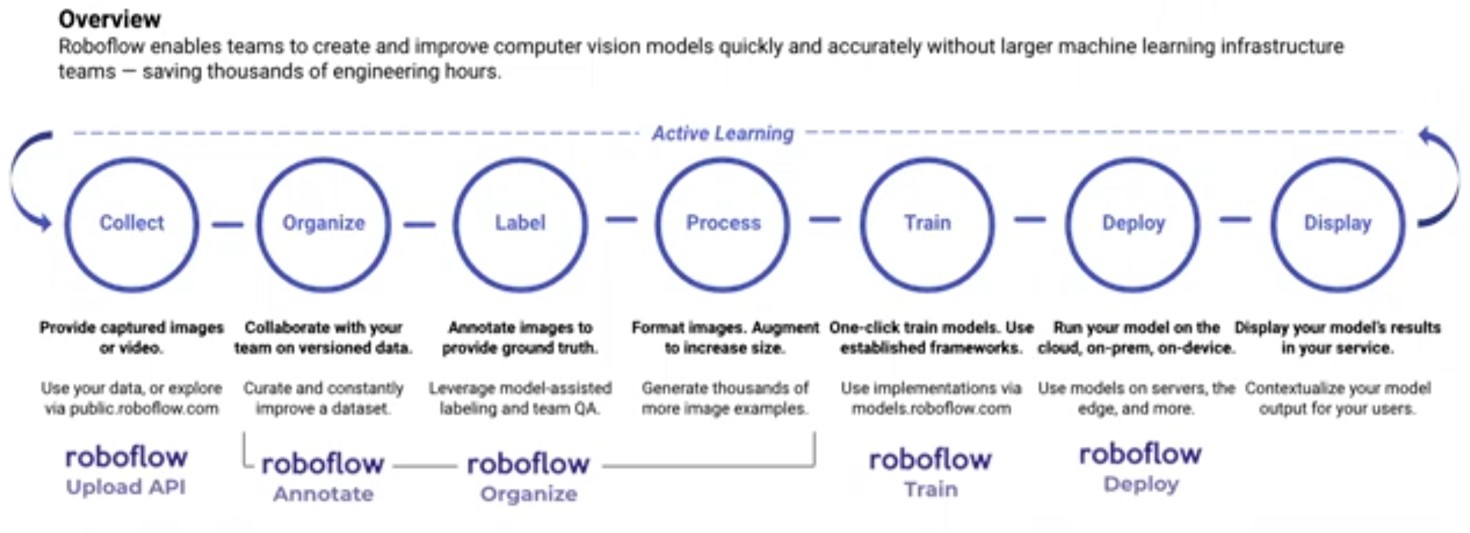 Overview
Roboflow enables teams to create and improve computer vision models quickly and accurately without larger machine learning infrastructure
teams — saving thousands of engineering hours.
Active Learning
Collect
Organize
Label
Process
Train
Deploy
Display
Provide captured images
or video.
Use your data, or explore
via public.roboflow.com
Collaborate with your
team on versioned data.
Curate and constantly
improve a dataset.
Annotate images to
provide ground truth.
Leverage model-assisted
labeling and team QA.
Format images. Augment
to increase size.
Generate thousands of
more image examples.
One-click train models. Use
established frameworks.
Use implementations via
models.roboflow.com
Run your model on the
cloud, on-prem, on-device.
Use models on servers, the
edge, and more.
Display your model's results
in your service.
Contextualize your model
output for your users.
roboflow
Upload API
roboflow
Annotate
roboflow
Organize
roboflow
Train
roboflow
Deploy